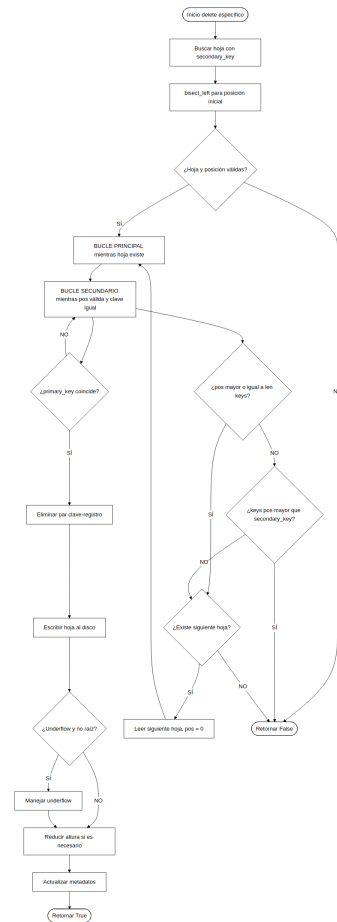 Inicio delete específico
Buscar hoja con
secondary_key
bisect_left para posición
inicial
¿Hoja y posición válidas?
SÍ
BUCLE PRINCIPAL
mientras hoja existe
BUCLE SECUNDARIO
mientras pos válida y clave
igual
NO
¿primary_key coincide?
¿pos mayor o igual a len
keys?
N
SÍ
NO
Eliminar par clave-registro
SÍ
¿keys pos mayor que
secondary_key?
NO
Escribir hoja al disco
¿Existe siguiente hoja?
SÍ
SÍ
NO
¿Underflow y no raíz?
Leer siguiente hoja, pos = 0
Retornar False
SÍ
NO
Manejar underflow
Reducir altura si es
necesario
Actualizar metadatos
Retornar True